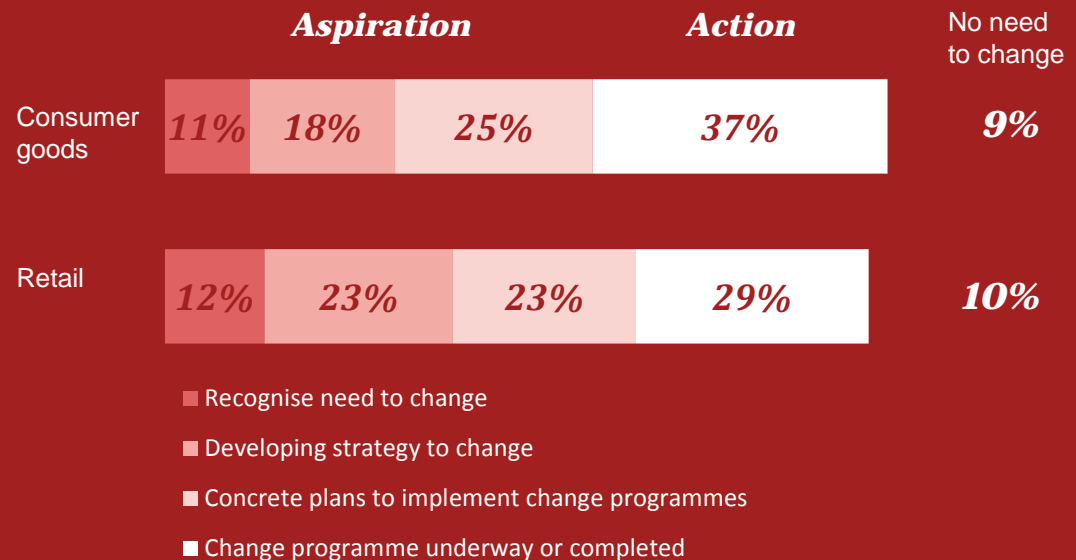 Aspiration Action No need
to change
Consumer
goods
11% 18% 25% 37% 9%
Retail
12% 23% 23% 29% 10%
Recognise need to change
Developing strategy to change
Concrete plans to implement change programmes
Change programme underway or completed